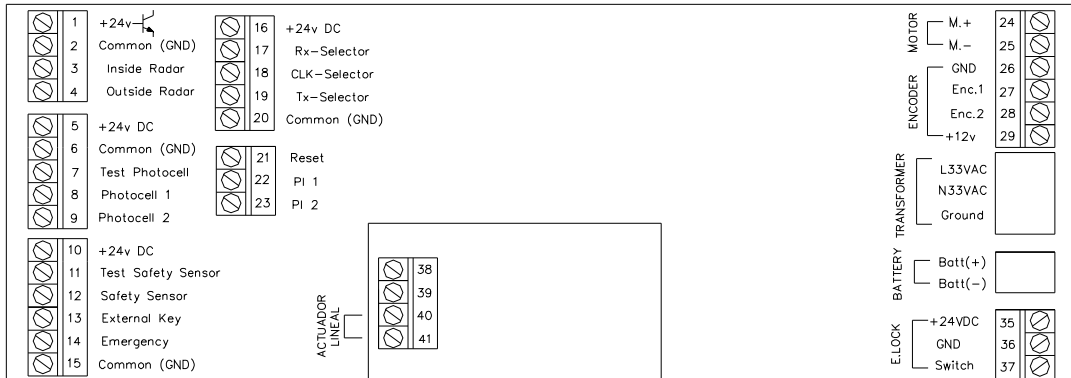 1 +24v
2 Common (GND)
3 Inside Radar
4 Outside Radar
5 +24v DC
6 Common (GND)
7 Test Photocell
8 Photocell 1
9 Photocell 2
10 +24v DC
11 Test Safety Sensor
12 Safety Sensor
13 External Key
14 Emergency
15 Common (GND)
16 +24v DC
17 Rx-Selector
18 CLK-Selector
19 Tx-Selector
20 Common (GND)
21 Reset
22 PI 1
23 PI 2
ACTUADOR
LINEAL
38
39
40
41
MOTOR
M.+ 24
M.- 25
ENCODER
GND 26
Enc.1 27
Enc.2 28
+12v 29
TRANSFORMER
L33VAC
N33VAC
Ground
BATTERY
Batt(+)
Batt(-)
E.LOCK
+24VDC 35
GND 36
Switch 37